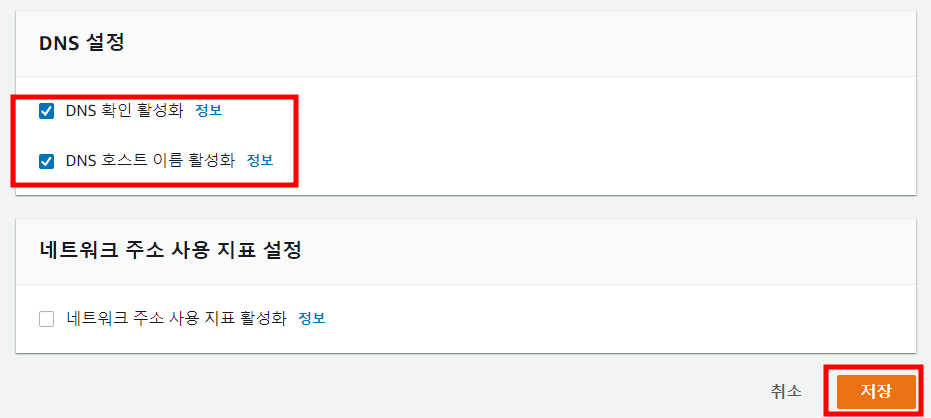 DNS 설정
DNS 확인 활성화 정보
DNS 호스트 이름 활성화 정보
네트워크 주소 사용 지표 설정
네트워크 주소 사용 지표 활성화 정보
취소 저장